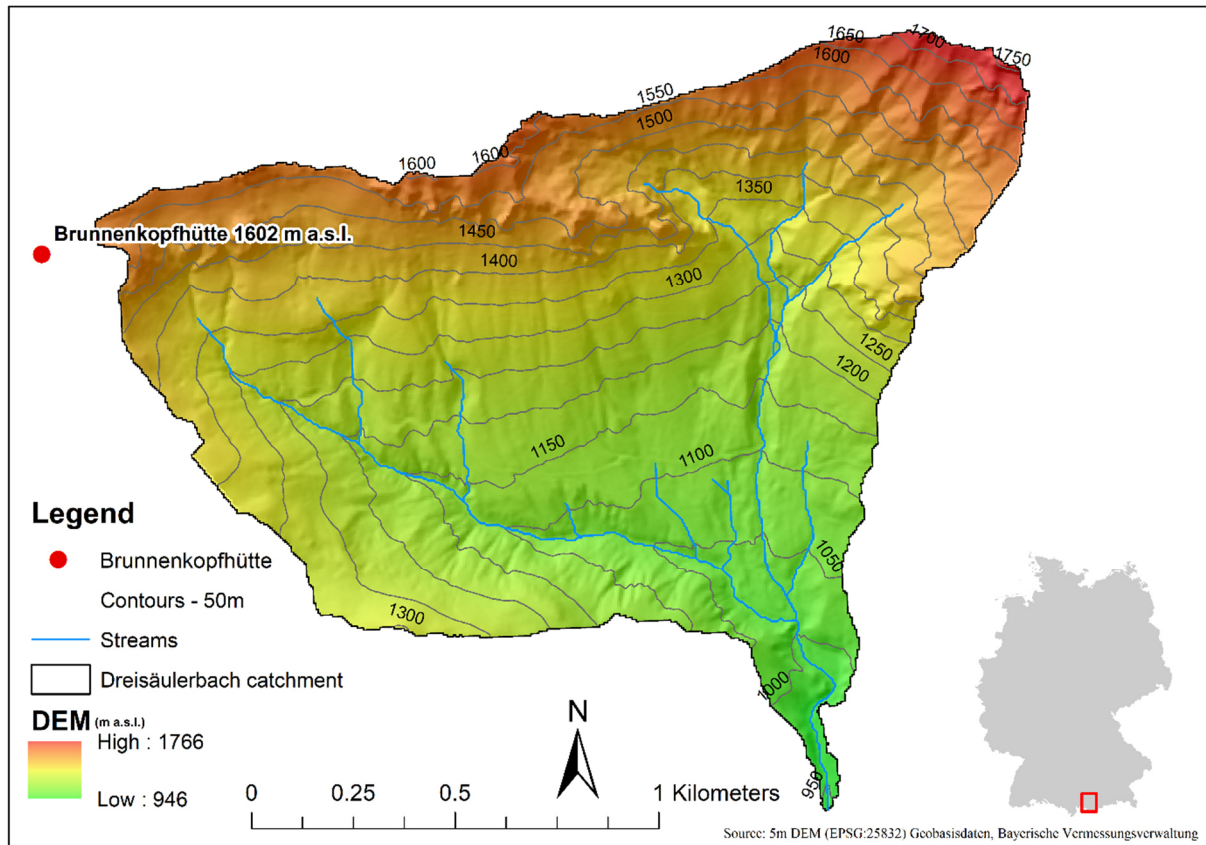 1650
1700
1750
1600
1550
1500
1600
1600
1350
Brunnenkopfhütte 1602 m a.s.l.
1450
1400
1300
1250
1200
1150
1100
1050
1300
1000
950
Legend
Brunnenkopfhütte
Contours - 50m
Streams
Dreisäulerbach catchment
DEM (m a.s.l.)
High : 1766
Low : 946
N
0 0.25 0.5 1 Kilometers
Source: 5m DEM (EPSG:25832) Geobasisdaten, Bayerische Vermessungsverwaltung